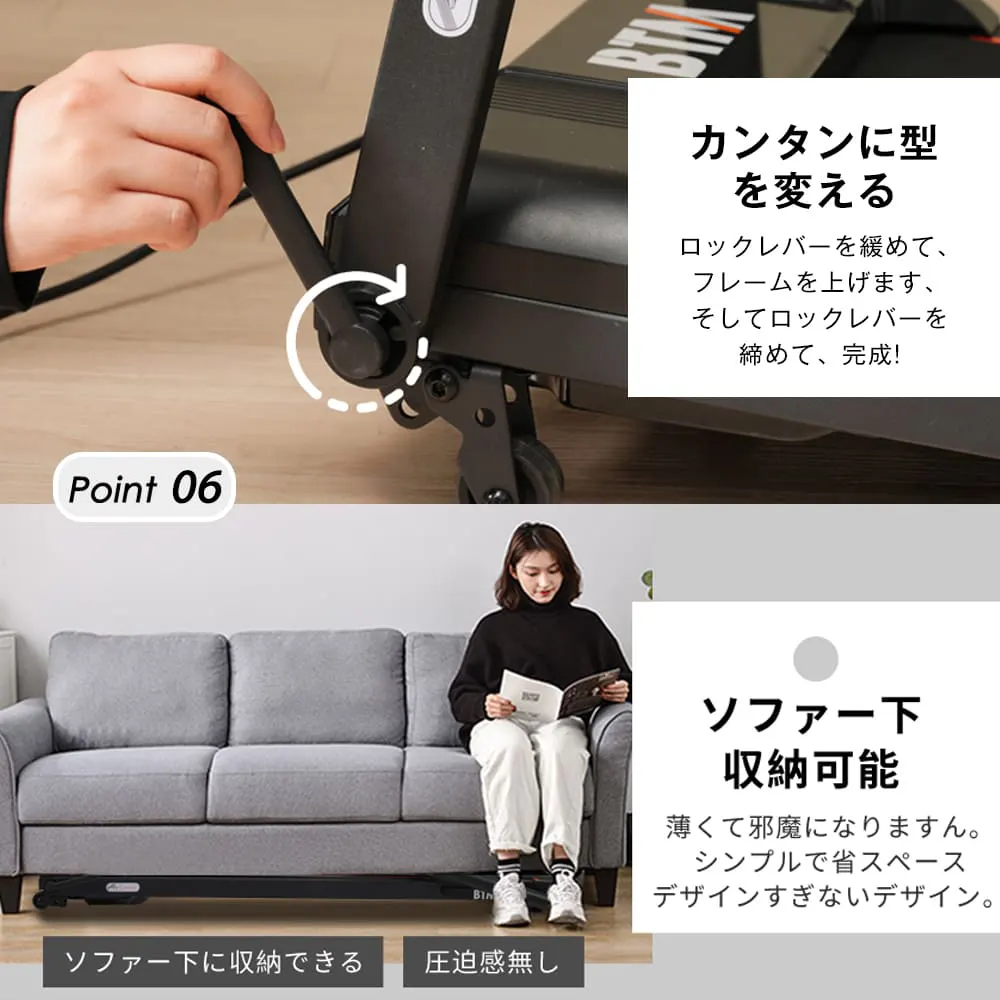 BTM
カンタンに型
を変える
ロックレバーを緩めて、
フレームを上げます、
そしてロックレバーを
締めて、完成!
Point 06
ソファー下
収納可能
薄くて邪魔になりますん。
シンプルで省スペース
デザインすぎないデザイン。
ソファー下に収納できる
圧迫感無し